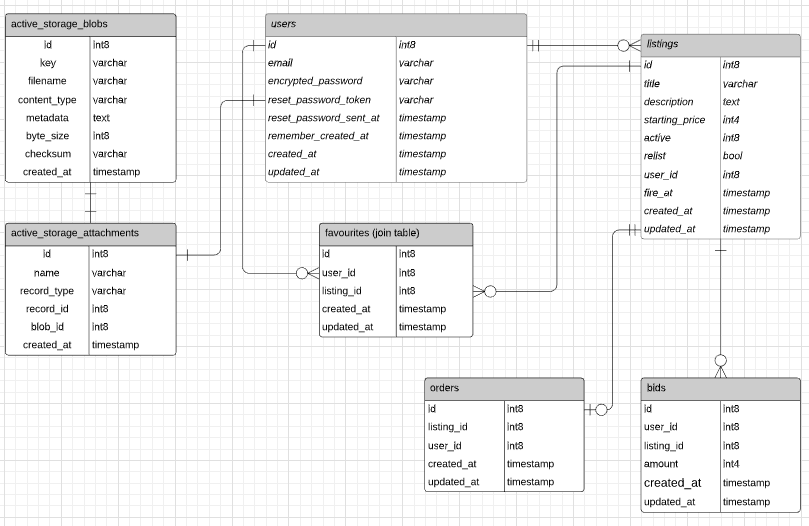 active_storage_blobs
id int8
key varchar
filename varchar
content_type varchar
metadata text
byte_size int8
checksum varchar
created_at timestamp
users
id int8
email varchar
encrypted_password varchar
reset_password_token varchar
reset_password_sent_at timestamp
remember_created_at timestamp
created_at timestamp
updated_at timestamp
listings
id int8
title varchar
description text
starting_price int4
active int8
relist bool
user_id int8
fire_at timestamp
created_at timestamp
updated_at timestamp
active_storage_attachments
id int8
name varchar
record_type varchar
record_id int8
blob_id int8
created_at timestamp
favourites (join table)
id int8
user_id int8
listing_id int8
created_at timestamp
updated_at timestamp
orders
id int8
listing_id int8
user_id int8
created_at timestamp
updated_at timestamp
bids
id int8
user_id int8
listing_id int8
amount int4
created_at timestamp
updated_at timestamp